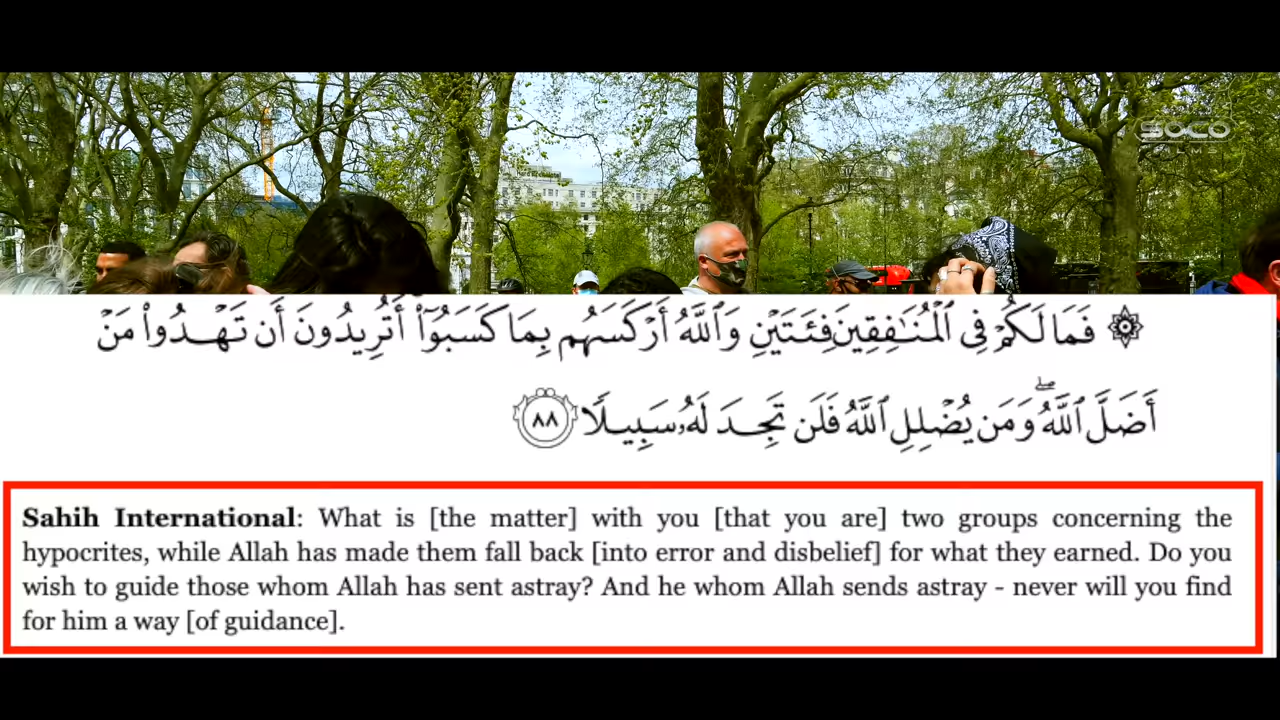 SOCO
FILMS
۞ فَمَا لَكُمْ فِى ٱلْمُنَـٰفِقِينَ فِئَتَيْنِ وَٱللَّهُ أَرْكَسَهُم بِمَا كَسَبُوٓا۟ ۚ أَتُرِيدُونَ أَن تَهْدُوا۟ مَنْ
أَضَلَّ ٱللَّهُ ۖ وَمَن يُضْلِلِ ٱللَّهُ فَلَن تَجِدَ لَهُۥ سَبِيلًا ٨٨
Sahih International: What is [the matter] with you [that you are] two groups concerning the
hypocrites, while Allah has made them fall back [into error and disbelief] for what they earned. Do you
wish to guide those whom Allah has sent astray? And he whom Allah sends astray - never will you find
for him a way [of guidance].